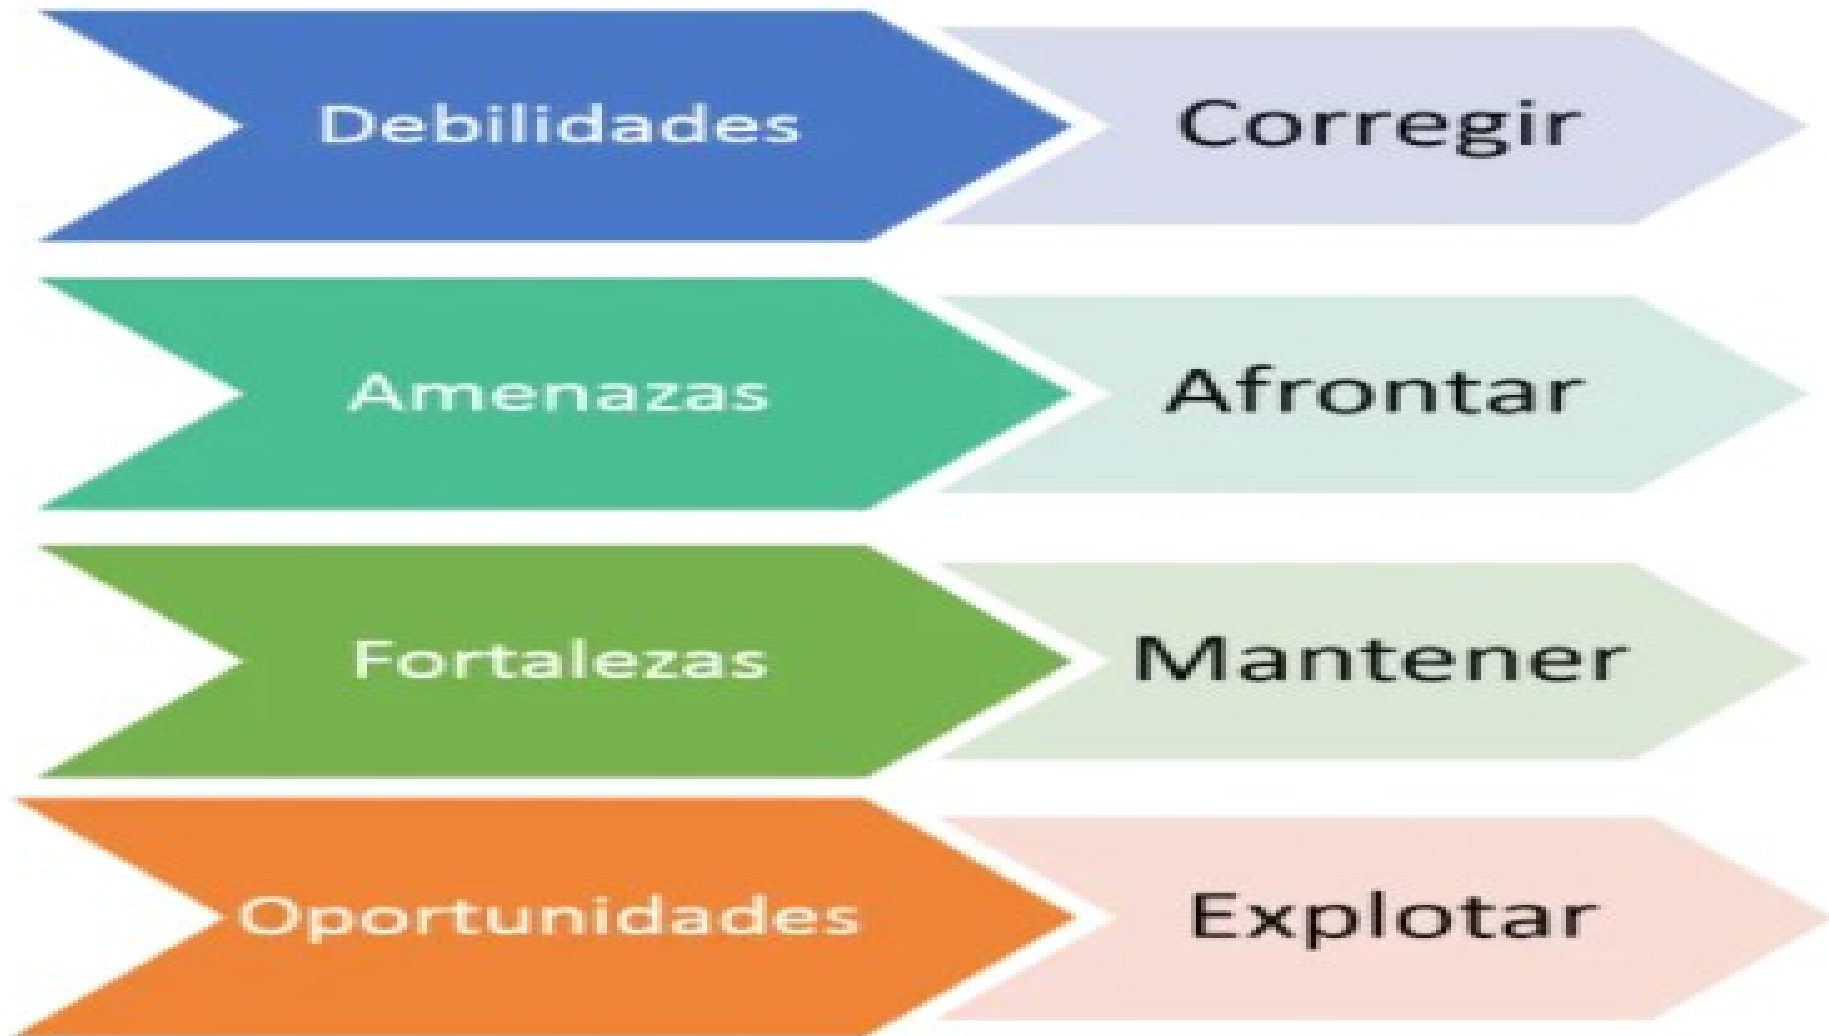 Debilidades Corregir
Amenazas Afrontar
Fortalezas Mantener
Oportunidades Explotar